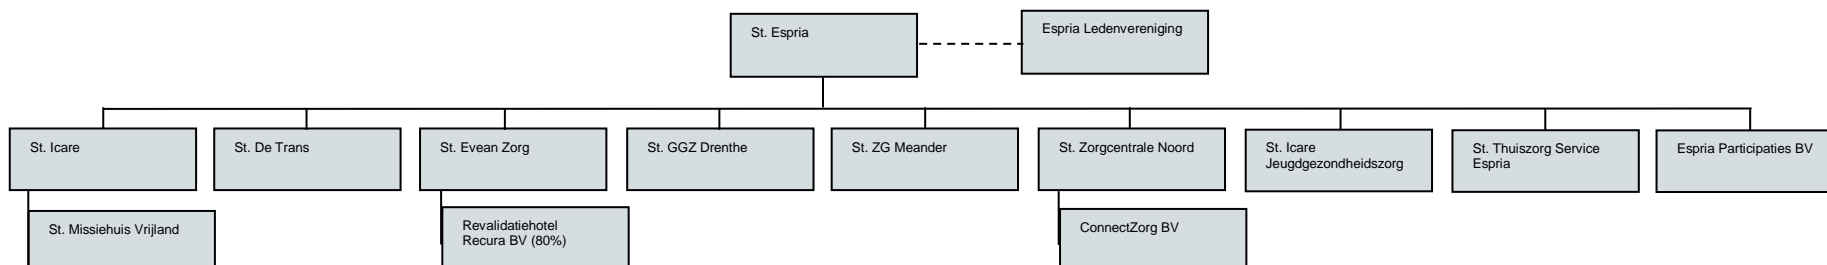 St. Espria
Espria Ledenvereniging
St. Icare
St. De Trans
St. Evean Zorg
St. GGZ Drenthe
St. ZG Meander
St. Zorgcentrale Noord
St. Icare
Jeugdgezondheidszorg
St. Thuiszorg Service
Espria
Espria Participaties BV
St. Missiehuis Vrijland
Revalidatiehotel
Recura BV (80%)
ConnectZorg BV